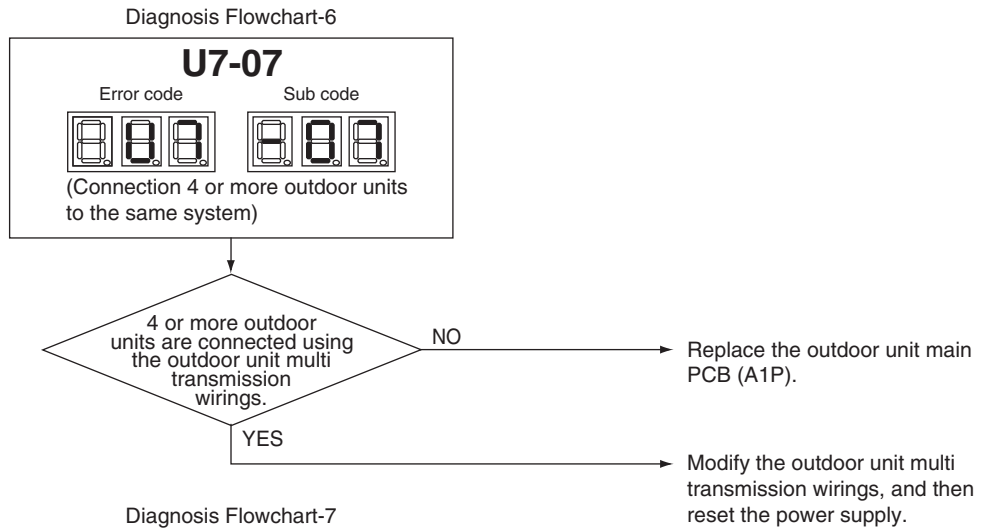 Diagnosis Flowchart-6
U7-07
Error code Sub code
U7 -07
(Connection 4 or more outdoor units
to the same system)
4 or more outdoor
units are connected using
the outdoor unit multi
transmission
wirings.
NO
Replace the outdoor unit main
PCB (A1P).
YES
Modify the outdoor unit multi
transmission wirings, and then
reset the power supply.
Diagnosis Flowchart-7